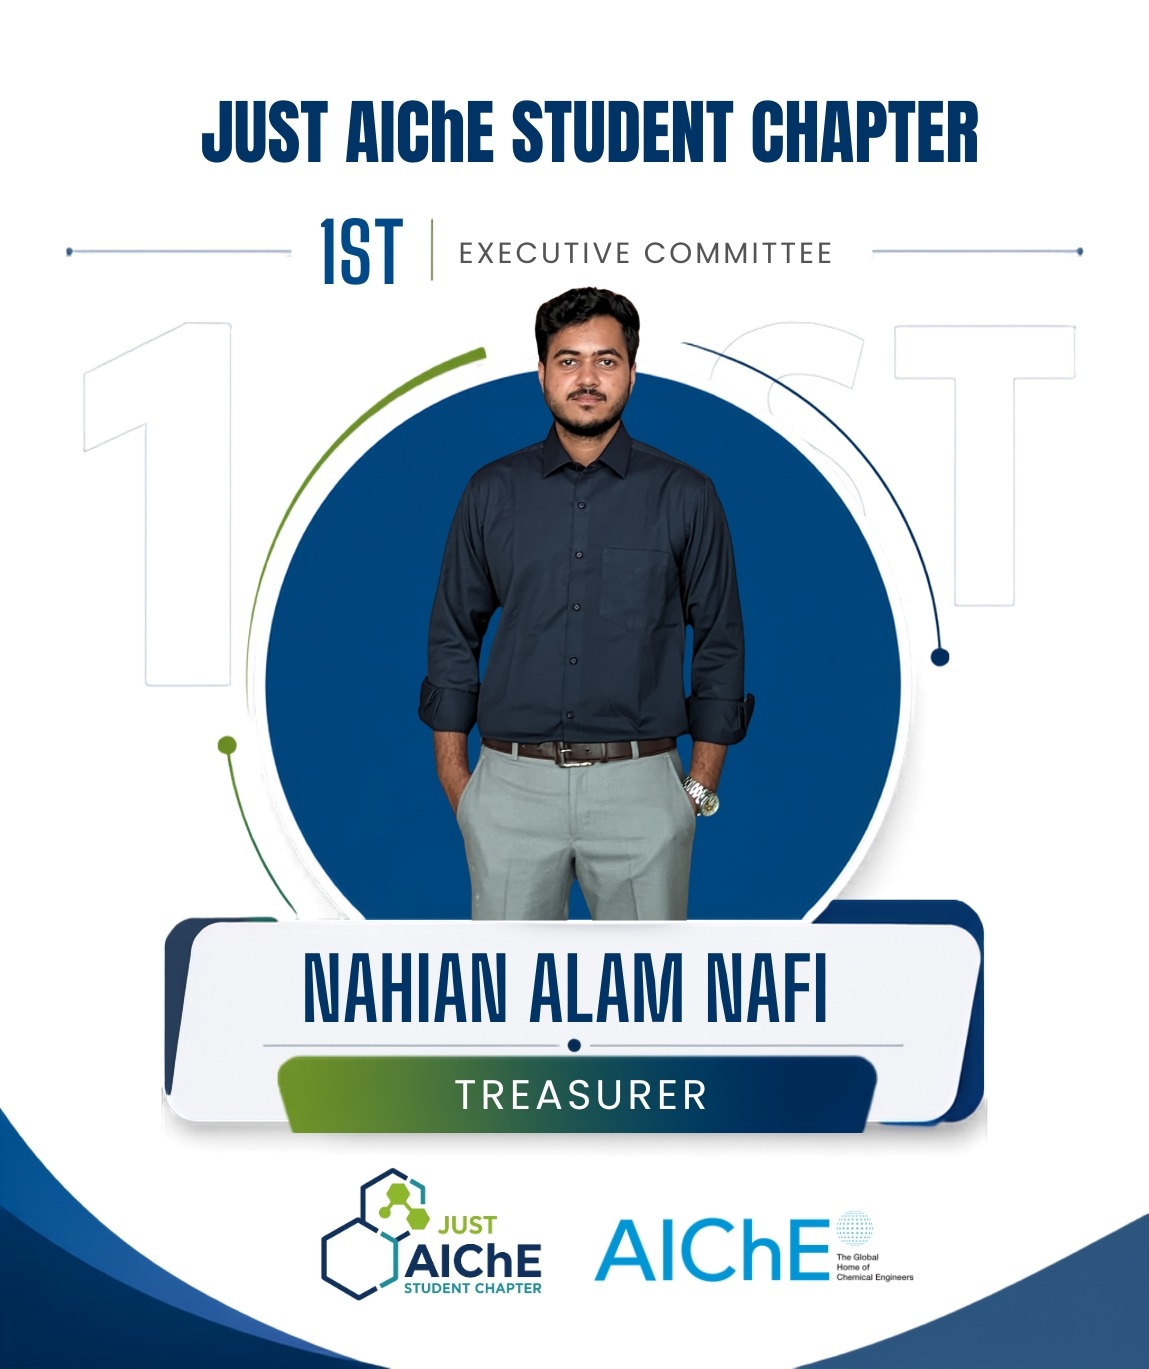 JUST AIChE STUDENT CHAPTER
1ST
EXECUTIVE COMMITTEE
1ST
NAHIAN ALAM NAFI
TREASURER
JUST
AIChE
STUDENT CHAPTER
AIChE
The Global
Home of
Chemical Engineers